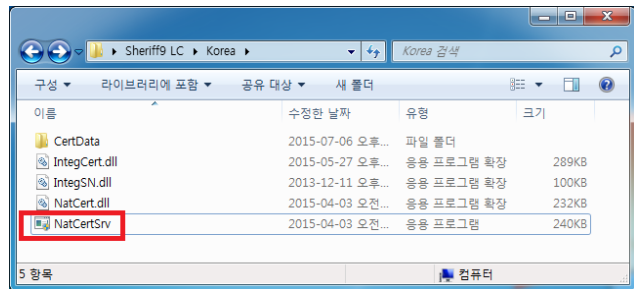 Sheriff9 LC ▸ Korea ▸
Korea 검색
구성 라이브러리에 포함 공유 대상 새 폴더
이름 수정한 날짜 유형 크기
CertData 2015-07-06 오후... 파일 폴더
IntegCert.dll 2015-05-27 오후... 응용 프로그램 확장 289KB
IntegSN.dll 2013-12-11 오후... 응용 프로그램 확장 100KB
NatCert.dll 2015-04-03 오전... 응용 프로그램 확장 232KB
NatCertSrv 2015-04-03 오전... 응용 프로그램 240KB
5 항목 컴퓨터